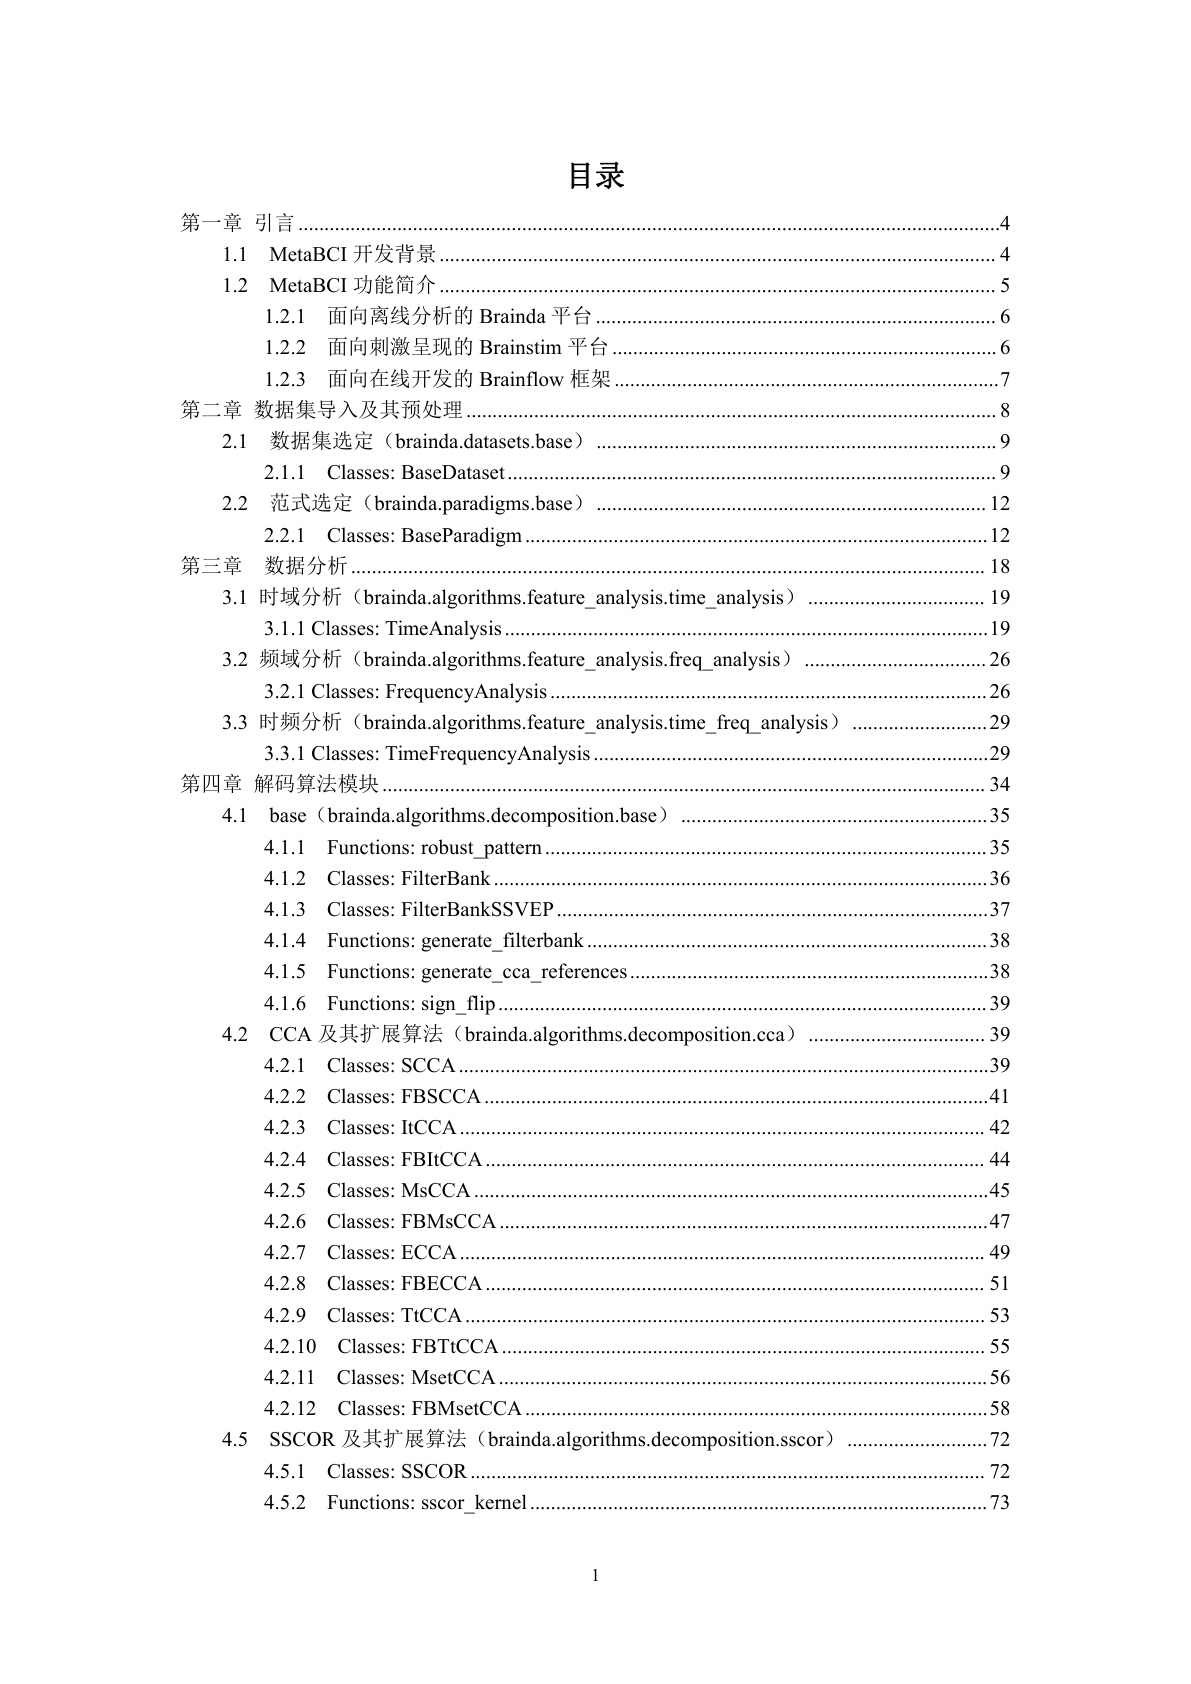 目录
第一章 引言....................4
1.1 MetaBCI 开发背景....................4
1.2 MetaBCI 功能简介....................5
1.2.1 面向离线分析的 Brainda 平台....................6
1.2.2 面向刺激呈现的 Brainstim 平台....................6
1.2.3 面向在线开发的 Brainflow 框架....................7
第二章 数据集导入及其预处理....................8
2.1 数据集选定（brainda.datasets.base）....................9
2.1.1 Classes: BaseDataset....................9
2.2 范式选定（brainda.paradigms.base）....................12
2.2.1 Classes: BaseParadigm....................12
第三章 数据分析....................18
3.1 时域分析（brainda.algorithms.feature_analysis.time_analysis）....................19
3.1.1 Classes: TimeAnalysis....................19
3.2 频域分析（brainda.algorithms.feature_analysis.freq_analysis）....................26
3.2.1 Classes: FrequencyAnalysis....................26
3.3 时频分析（brainda.algorithms.feature_analysis.time_freq_analysis）....................29
3.3.1 Classes: TimeFrequencyAnalysis....................29
第四章 解码算法模块....................34
4.1 base（brainda.algorithms.decomposition.base）....................35
4.1.1 Functions: robust_pattern....................35
4.1.2 Classes: FilterBank....................36
4.1.3 Classes: FilterBankSSVEP....................37
4.1.4 Functions: generate_filterbank....................38
4.1.5 Functions: generate_cca_references....................38
4.1.6 Functions: sign_flip....................39
4.2 CCA 及其扩展算法（brainda.algorithms.decomposition.cca）....................39
4.2.1 Classes: SCCA....................39
4.2.2 Classes: FBSCCA....................41
4.2.3 Classes: ItCCA....................42
4.2.4 Classes: FBItCCA....................44
4.2.5 Classes: MsCCA....................45
4.2.6 Classes: FBMsCCA....................47
4.2.7 Classes: ECCA....................49
4.2.8 Classes: FBECCA....................51
4.2.9 Classes: TtCCA....................53
4.2.10 Classes: FBTtCCA....................55
4.2.11 Classes: MsetCCA....................56
4.2.12 Classes: FBMsetCCA....................58
4.5 SSCOR 及其扩展算法（brainda.algorithms.decomposition.sscor）....................72
4.5.1 Classes: SSCOR....................72
4.5.2 Functions: sscor_kernel....................73
1